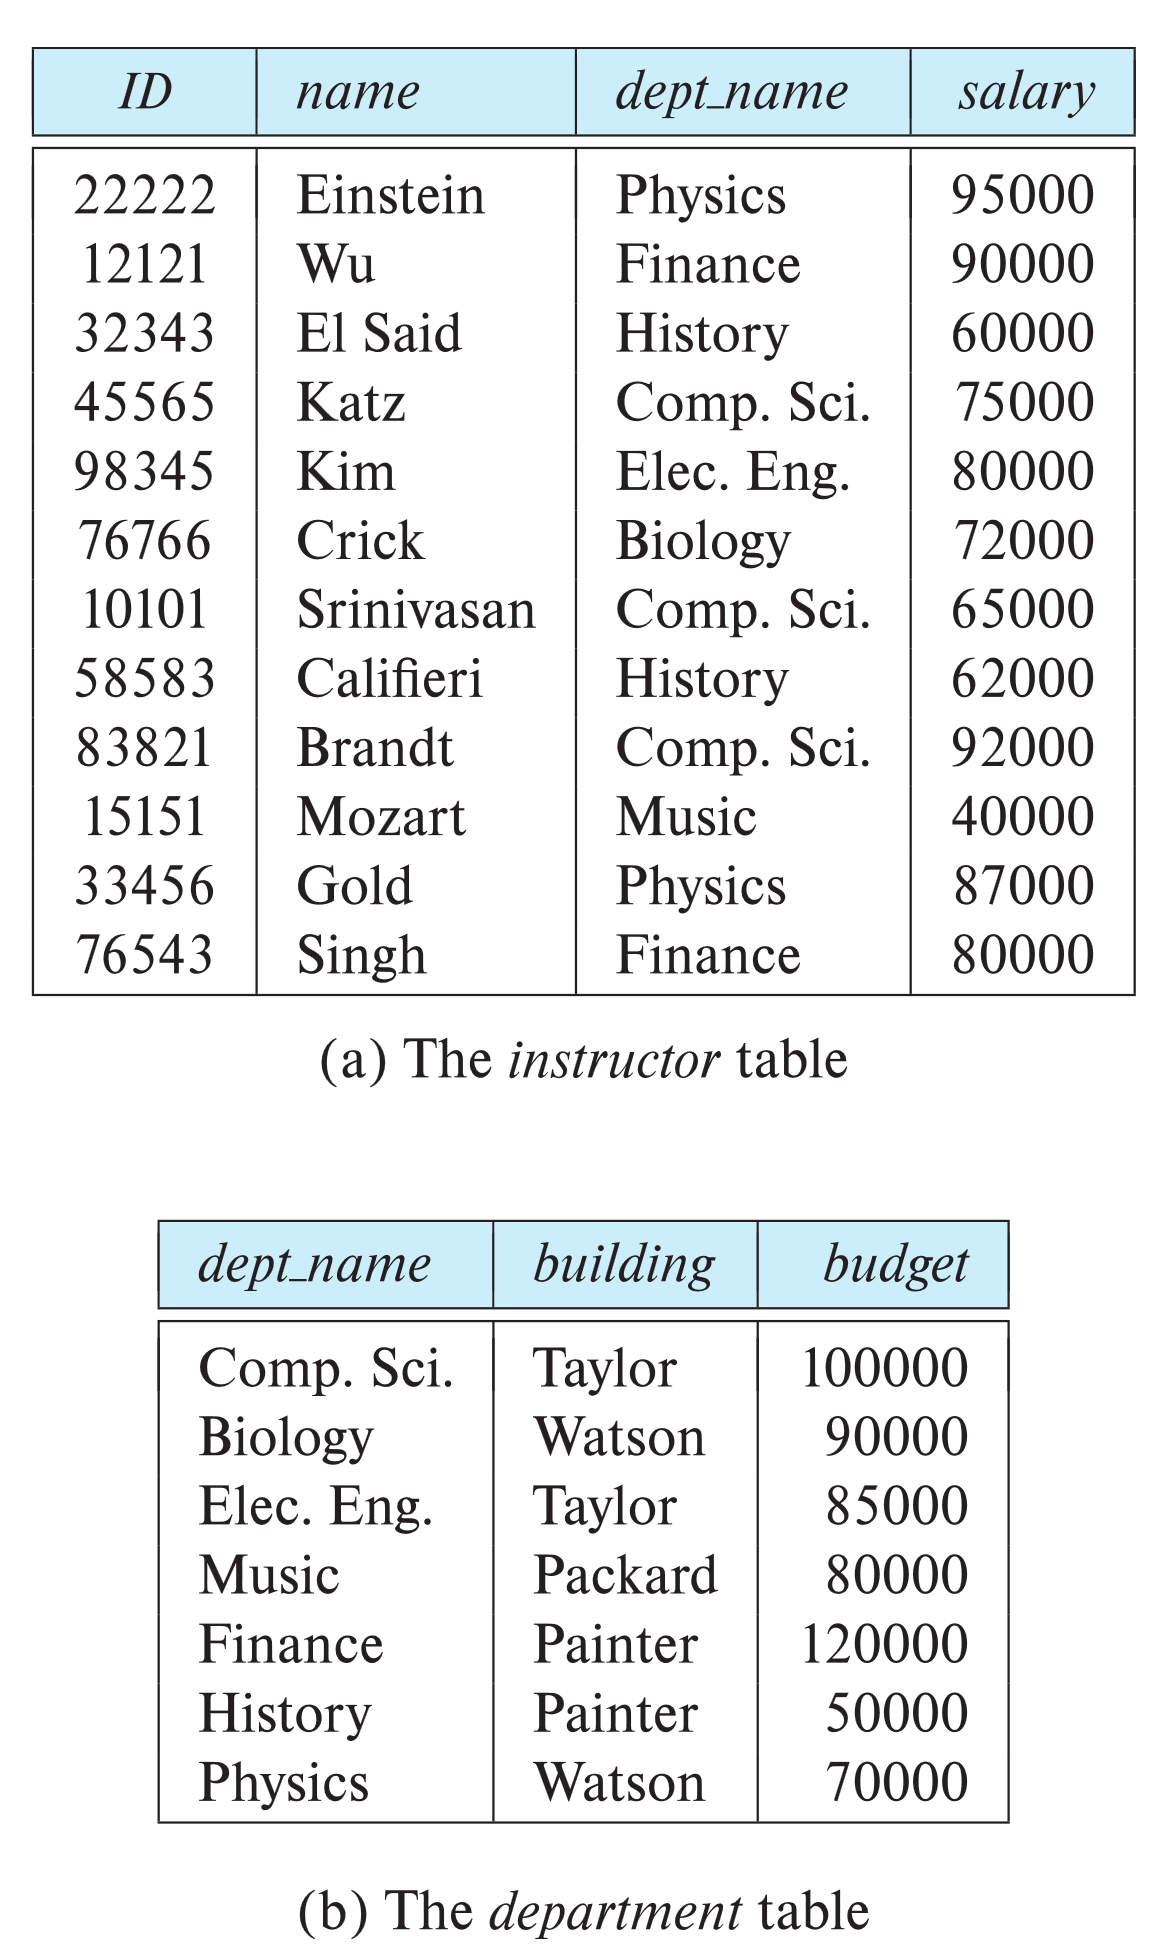 ID name dept_name salary
22222 Einstein Physics 95000
12121 Wu Finance 90000
32343 El Said History 60000
45565 Katz Comp. Sci. 75000
98345 Kim Elec. Eng. 80000
76766 Crick Biology 72000
10101 Srinivasan Comp. Sci. 65000
58583 Califieri History 62000
83821 Brandt Comp. Sci. 92000
15151 Mozart Music 40000
33456 Gold Physics 87000
76543 Singh Finance 80000
(a) The instructor table
dept_name building budget
Comp. Sci. Taylor 100000
Biology Watson 90000
Elec. Eng. Taylor 85000
Music Packard 80000
Finance Painter 120000
History Painter 50000
Physics Watson 70000
(b) The department table